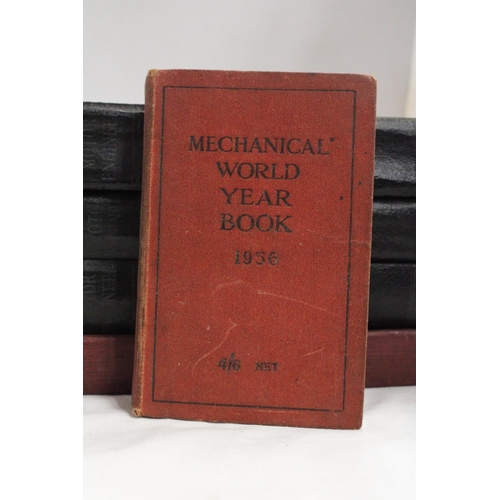 MECHANICAL
WORLD
YEAR
BOOK
1936
4/6 NET